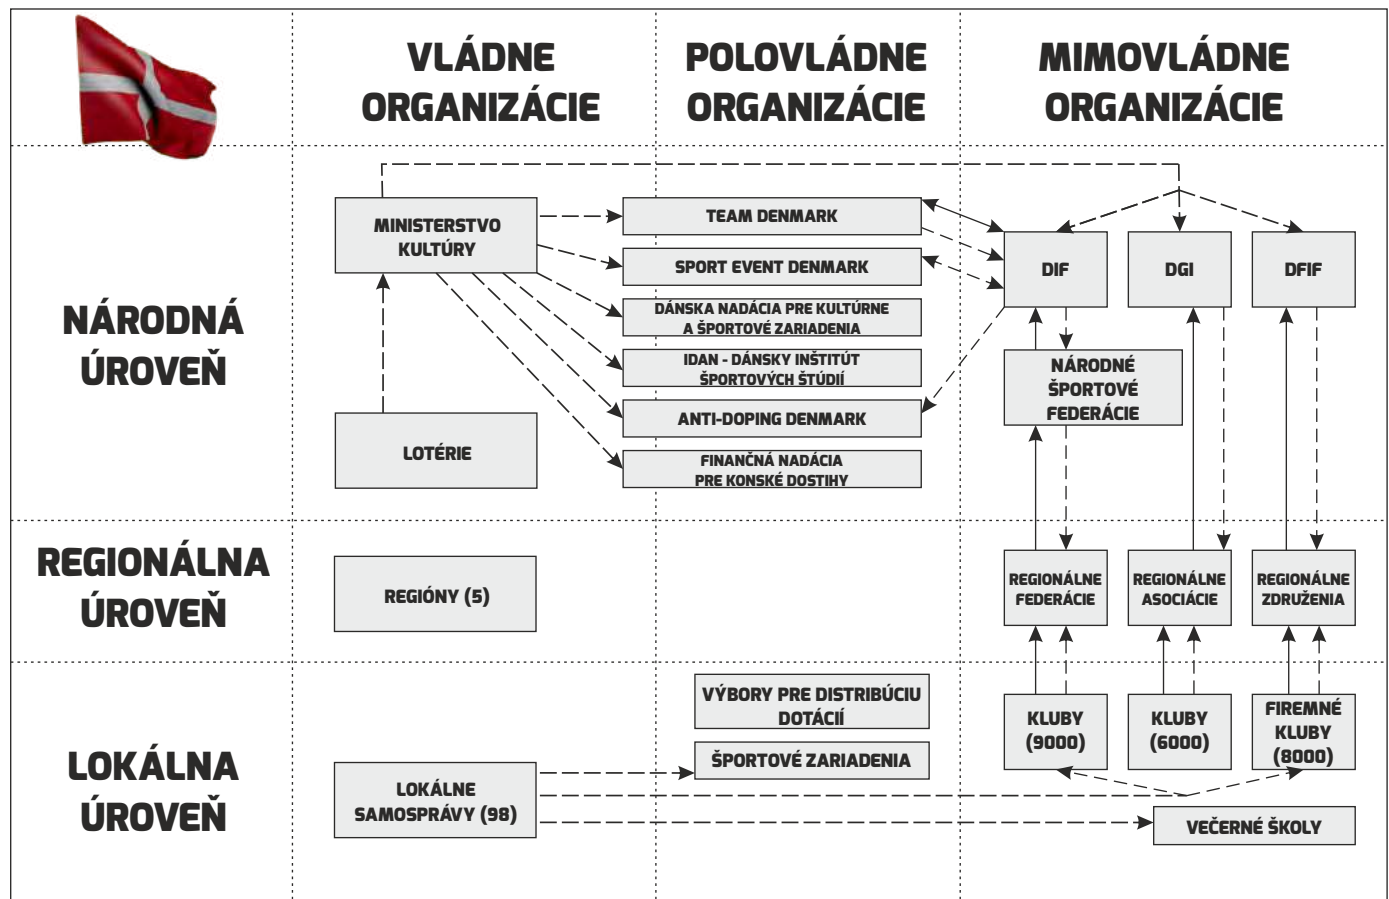 VLÁDNE
ORGANIZÁCIE
POLOVLÁDNE
ORGANIZÁCIE
MIMOVLÁDNE
ORGANIZÁCIE
NÁRODNÁ
ÚROVEŇ
MINISTERSTVO
KULTÚRY
LOTÉRIE
TEAM DENMARK
SPORT EVENT DENMARK
DÁNSKA NADÁCIA PRE KULTÚRNE
A ŠPORTOVÉ ZARIADENIA
IDAN - DÁNSKY INŠTITÚT
ŠPORTOVÝCH ŠTÚDIÍ
ANTI-DOPING DENMARK
FINANČNÁ NADÁCIA
PRE KONSKÉ DOSTIHY
DIF
DGI
DFIF
NÁRODNÉ
ŠPORTOVÉ
FEDERÁCIE
REGIONÁLNA
ÚROVEŇ
REGIÓNY (5)
REGIONÁLNE
FEDERÁCIE
REGIONÁLNE
ASOCIÁCIE
REGIONÁLNE
ZDRUŽENIA
LOKÁLNA
ÚROVEŇ
LOKÁLNE
SAMOSPRÁVY (98)
VÝBORY PRE DISTRIBÚCIU
DOTÁCIÍ
ŠPORTOVÉ ZARIADENIA
KLUBY
(9000)
KLUBY
(6000)
FIREMNÉ
KLUBY
(8000)
VEČERNÉ ŠKOLY